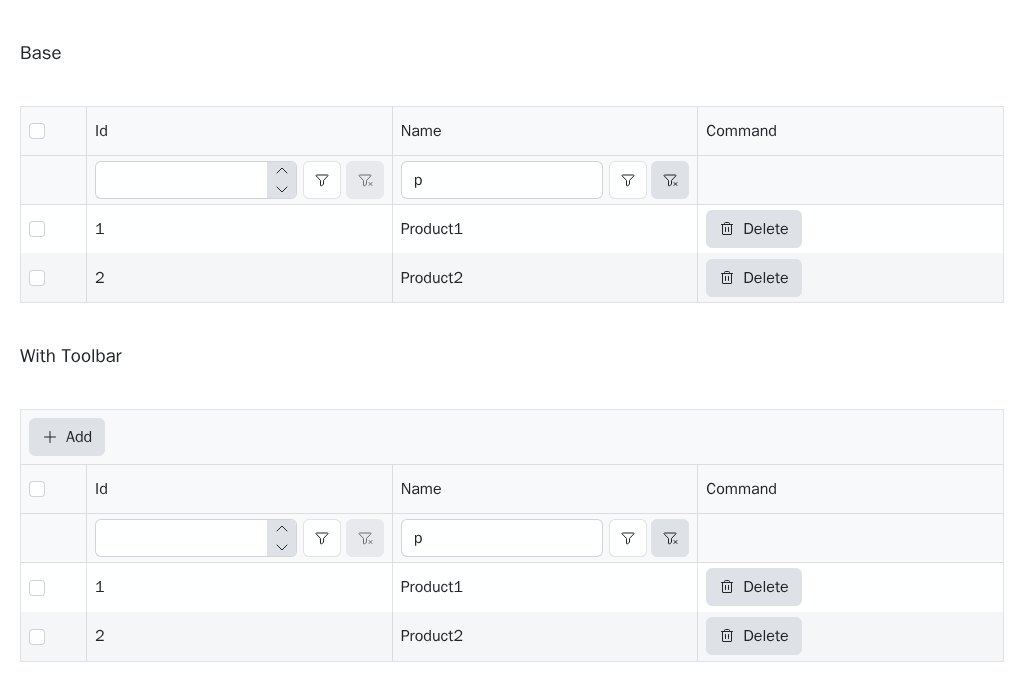 Base
Id Name Command
p
1 Product1 Delete
2 Product2 Delete
With Toolbar
Add
Id Name Command
p
1 Product1 Delete
2 Product2 Delete